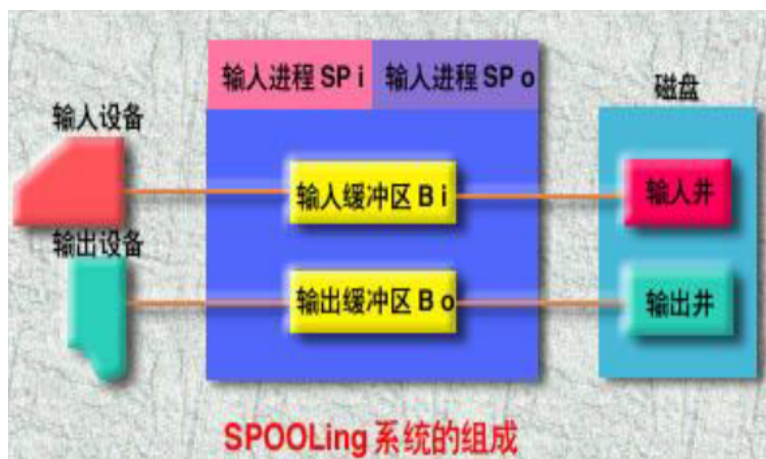 输入进程 SP i
输入进程 SP o
磁盘
输入设备
输入缓冲区 B i
输入井
输出设备
输出缓冲区 B o
输出井
SPOOLing 系统的组成